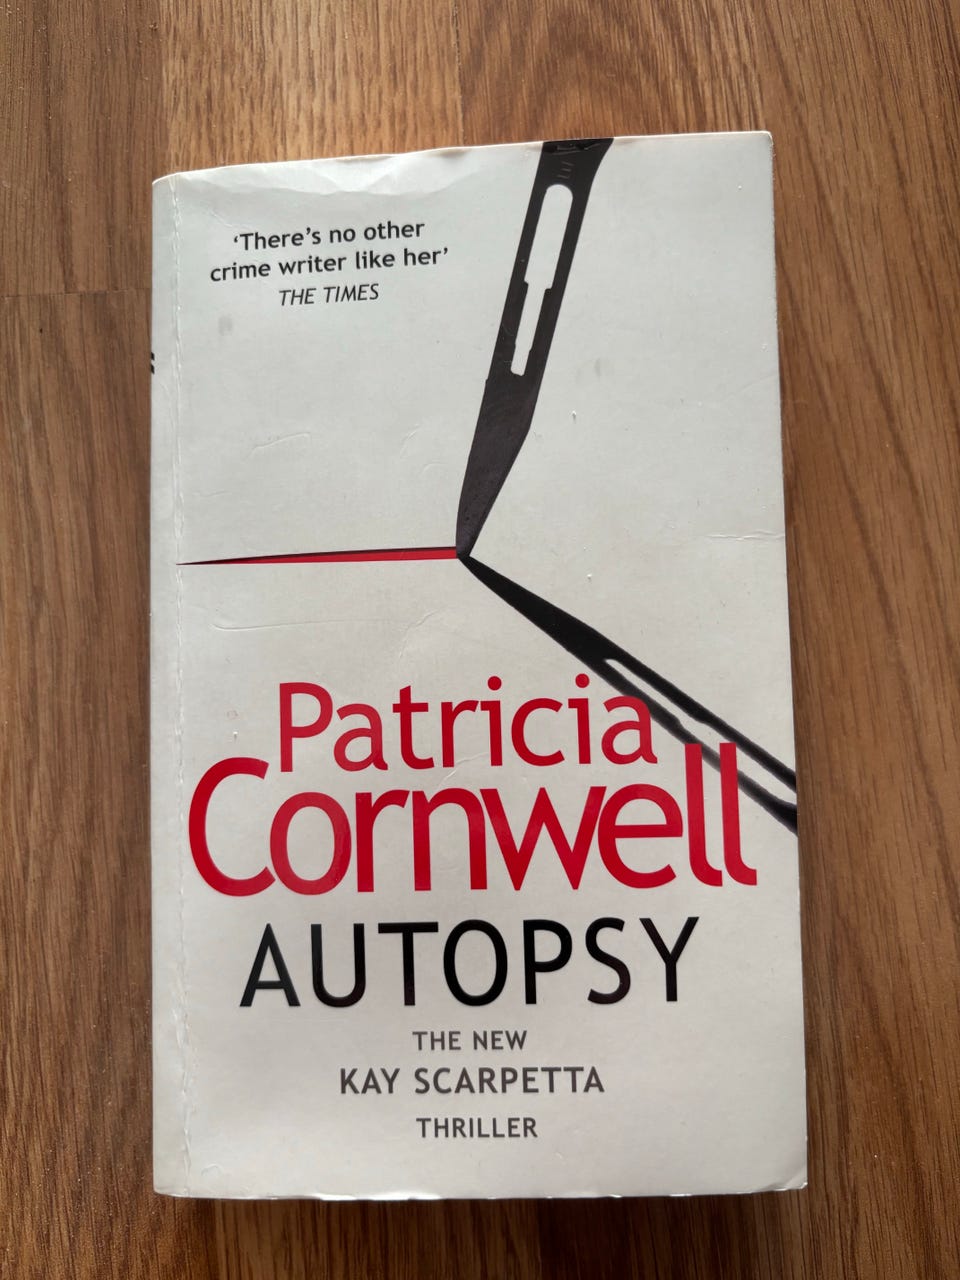 ‘There’s no other
crime writer like her’
THE TIMES
Patricia
Cornwell
AUTOPSY
THE NEW
KAY SCARPETTA
THRILLER